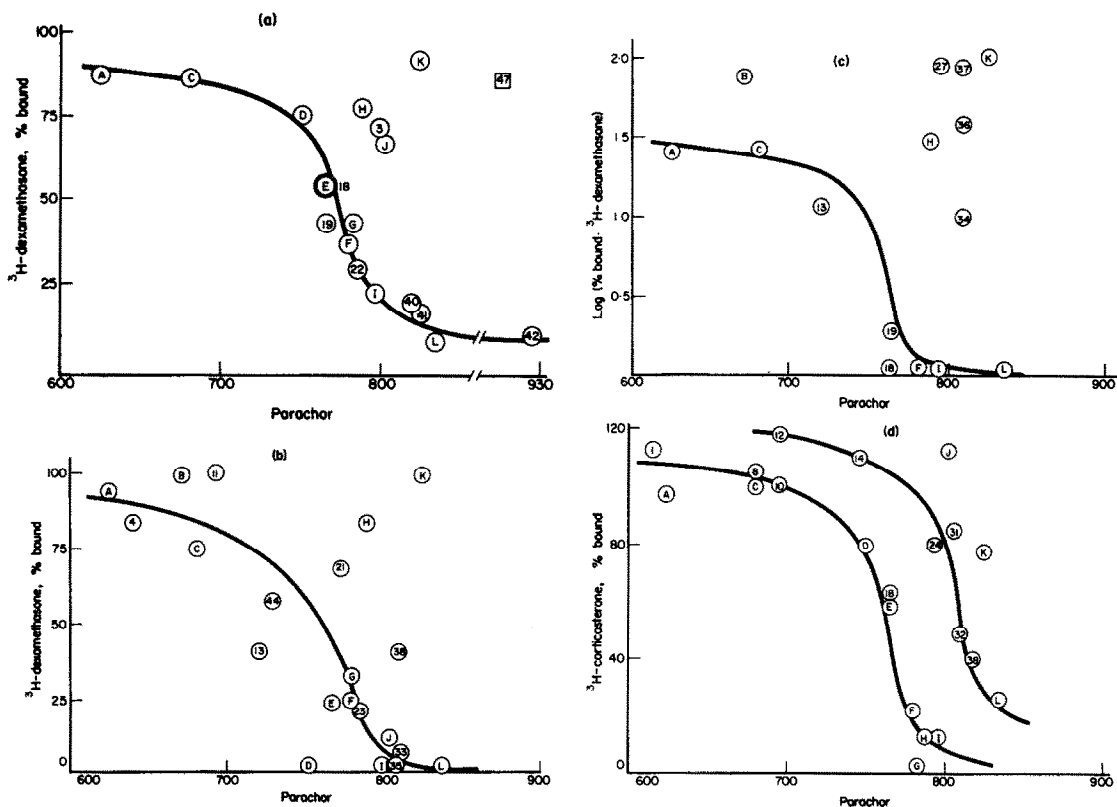 (a)
100
75
50
25
³H-dexamethasone, % bound
A
C
D
E
18
19
G
F
22
I
40
41
L
42
H
3
J
K
47
600
700
800
930
Parachor
(c)
2·0
1·5
1·0
0·5
0
Log (% bound· ³H-dexamethasone)
A
B
C
13
19
18
F
I
L
H
27
37
K
36
34
600
700
800
900
Parachor
(b)
100
75
50
25
0
³H-dexamethasone, % bound
A
4
B
11
C
44
13
D
E
21
G
F
23
H
38
J
33
35
I
K
L
600
700
800
900
Parachor
(d)
120
80
40
0
³H-corticosterone, % bound
A
8
C
10
12
14
D
18
E
F
H
I
G
24
31
J
K
32
38
L
600
700
800
900
Parachor